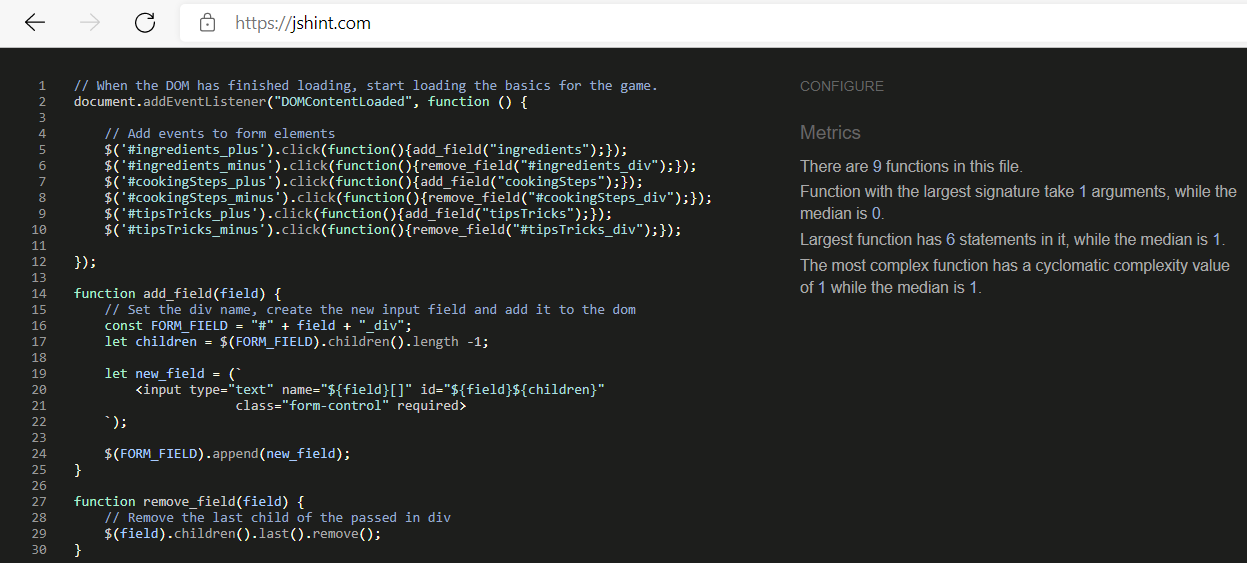 https://jshint.com
1 // When the DOM has finished loading, start loading the basics for the game.
2 document.addEventListener("DOMContentLoaded", function () {
3
4     // Add events to form elements
5     $('#ingredients_plus').click(function(){add_field("ingredients");});
6     $('#ingredients_minus').click(function(){remove_field("#ingredients_div");});
7     $('#cookingSteps_plus').click(function(){add_field("cookingSteps");});
8     $('#cookingSteps_minus').click(function(){remove_field("#cookingSteps_div");});
9     $('#tipsTricks_plus').click(function(){add_field("tipsTricks");});
10     $('#tipsTricks_minus').click(function(){remove_field("#tipsTricks_div");});
11
12 });
13
14 function add_field(field) {
15     // Set the div name, create the new input field and add it to the dom
16     const FORM_FIELD = "#" + field + "_div";
17     let children = $(FORM_FIELD).children().length -1;
18
19     let new_field = (`
20         <input type="text" name="${field}[]" id="${field}${children}"
21                      class="form-control" required>
22     `);
23
24     $(FORM_FIELD).append(new_field);
25 }
26
27 function remove_field(field) {
28     // Remove the last child of the passed in div
29     $(field).children().last().remove();
30 }
CONFIGURE
Metrics
There are 9 functions in this file.
Function with the largest signature take 1 arguments, while the
median is 0.
Largest function has 6 statements in it, while the median is 1.
The most complex function has a cyclomatic complexity value
of 1 while the median is 1.